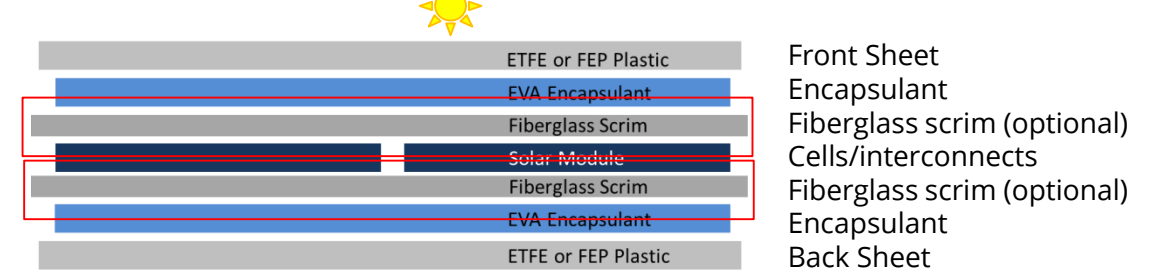 ETFE or FEP Plastic Front Sheet
EVA Encapsulant Encapsulant
Fiberglass Scrim Fiberglass scrim (optional)
Solar Module Cells/interconnects
Fiberglass Scrim Fiberglass scrim (optional)
EVA Encapsulant Encapsulant
ETFE or FEP Plastic Back Sheet